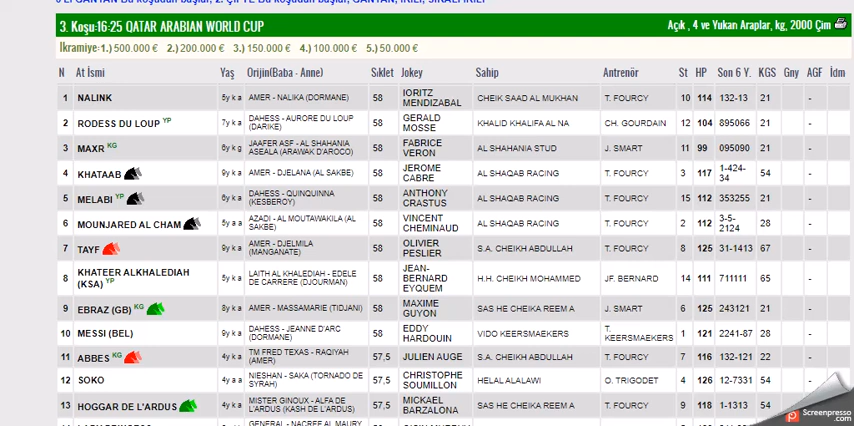 3. Koşu:16:25 QATAR ARABIAN WORLD CUP Açık , 4 ve Yukarı Araplar, kg, 2000 Çim
İkramiye:1.) 500.000 € 2.) 200.000 € 3.) 150.000 € 4.) 100.000 € 5.) 50.000 €
N At İsmi Yaş Orijin(Baba - Anne) Sıklet Jokey Sahip Antrenör St HP Son 6 Y. KGS Gny AGF İdm
1 NALINK 5y k a AMER - NALIKA (DORMANE) 58 IORITZ MENDIZABAL CHEIK SAAD AL MUKHAN T. FOURCY 10 114 132-13 21 -
2 RODESS DU LOUP YP 7y k a DAHESS - AURORE DU LOUP (DARIKE) 58 GERALD MOSSE KHALID KHALIFA AL NA CH. GOURDAIN 12 104 895066 21 -
3 MAXR KG 6y k g JAAFER ASF - AL SHAHANIA ASEALA (ARAWAK D'AROCO) 58 FABRICE VERON AL SHAHANIA STUD J. SMART 11 99 095090 21 -
4 KHATAAB 9y k a AMER - DJELANA (AL SAKBE) 58 JEROME CABRE AL SHAQAB RACING T. FOURCY 3 117 1-424-34 54 -
5 MELABI YP 6y k a DAHESS - QUINQUINNA (KESBEROY) 58 ANTHONY CRASTUS AL SHAQAB RACING T. FOURCY 15 112 353255 21 -
6 MOUNJARED AL CHAM 5y a a AZADI - AL MOUTAWAKILA (AL SAKBE) 58 VINCENT CHEMINAUD AL SHAQAB RACING T. FOURCY 2 112 3-5-2124 28 -
7 TAYF 9y k a AMER - DJELMILA (MANGANATE) 58 OLIVIER PESLIER S.A. CHEIKH ABDULLAH T. FOURCY 8 125 31-1413 67 -
8 KHATEER ALKHALEDIAH (KSA) YP 5y k a LAITH AL KHALEDIAH - EDELE DE CARRERE (DJOURMAN) 58 JEAN-BERNARD EYQUEM H.H. CHEIKH MOHAMMED JF. BERNARD 14 111 711111 65 -
9 EBRAZ (GB) KG 8y k a AMER - MASSAMARIE (TIDJANI) 58 MAXIME GUYON SAS HE CHEIKH REEM A J. SMART 6 125 243121 21 -
10 MESSI (BEL) 9y k a DAHESS - JEANNE D'ARC (DORMANE) 58 EDDY HARDOUIN VIDO KEERSMAEKERS T. KEERSMAEKERS 1 121 2241-87 28 -
11 ABBES KG 4y k a TM FRED TEXAS - RAQIYAH (AMER) 57,5 JULIEN AUGE S.A. CHEIKH ABDULLAH T. FOURCY 7 116 132-121 22 -
12 SOKO 4y a a NIESHAN - SAKA (TORNADO DE SYRAH) 57,5 CHRISTOPHE SOUMILLON HELAL ALALAWI O. TRIGODET 4 126 12-7331 54 -
13 HOGGAR DE L'ARDUS 4y k a MISTER GINOUX - ALFA DE L'ARDUS (KASH DE L'ARDUS) 57,5 MICKAEL BARZALONA SAS HE CHEIKH REEM A T. FOURCY 9 118 1-1313 54 -
Screenpresso
.com